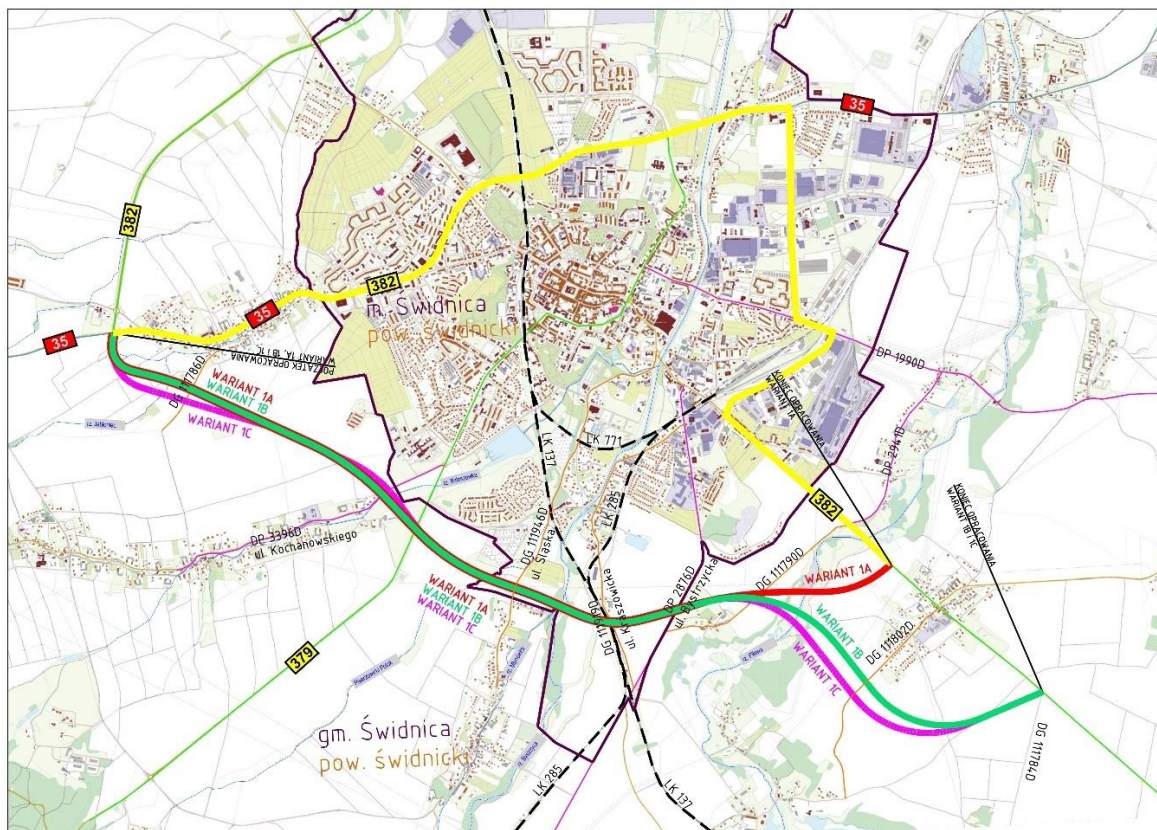 35
382
382
m. Świdnica
pow. świdnicki
35
35
POCZĄTEK OPRACOWANIA
WARIANT 1A, 1B i 1C
DG 111786D
WARIANT 1A
WARIANT 1B
WARIANT 1C
DP 1990D
KONIEC OPRACOWANIA
WARIANT 1A
LK 137
LK 771
DP 2941D
LK 285
KONIEC OPRACOWANIA
WARIANT 1B i 1C
382
DP 3396D
ul. Kochanowskiego
DG 111946D
ul. Śląska
DG 111790D
WARIANT 1A
WARIANT 1A
WARIANT 1B
WARIANT 1C
DP 2876D
ul. Bystrzycka
ul. Kraszowicka
WARIANT 1B
WARIANT 1C
DG 111802D
379
rz. Piława
gm. Świdnica
pow. świdnicki
DG 111784D
LK 285
LK 137